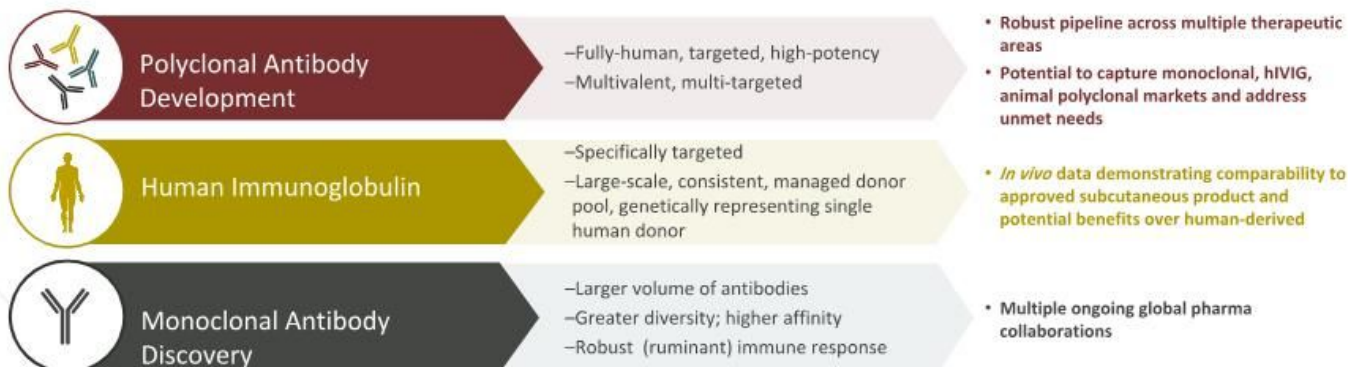 Polyclonal Antibody
Development
–Fully-human, targeted, high-potency
–Multivalent, multi-targeted
• Robust pipeline across multiple therapeutic
areas
• Potential to capture monoclonal, hIVIG,
animal polyclonal markets and address
unmet needs
Human Immunoglobulin
–Specifically targeted
–Large-scale, consistent, managed donor
pool, genetically representing single
human donor
• In vivo data demonstrating comparability to
approved subcutaneous product and
potential benefits over human-derived
Monoclonal Antibody
Discovery
–Larger volume of antibodies
–Greater diversity; higher affinity
–Robust (ruminant) immune response
• Multiple ongoing global pharma
collaborations